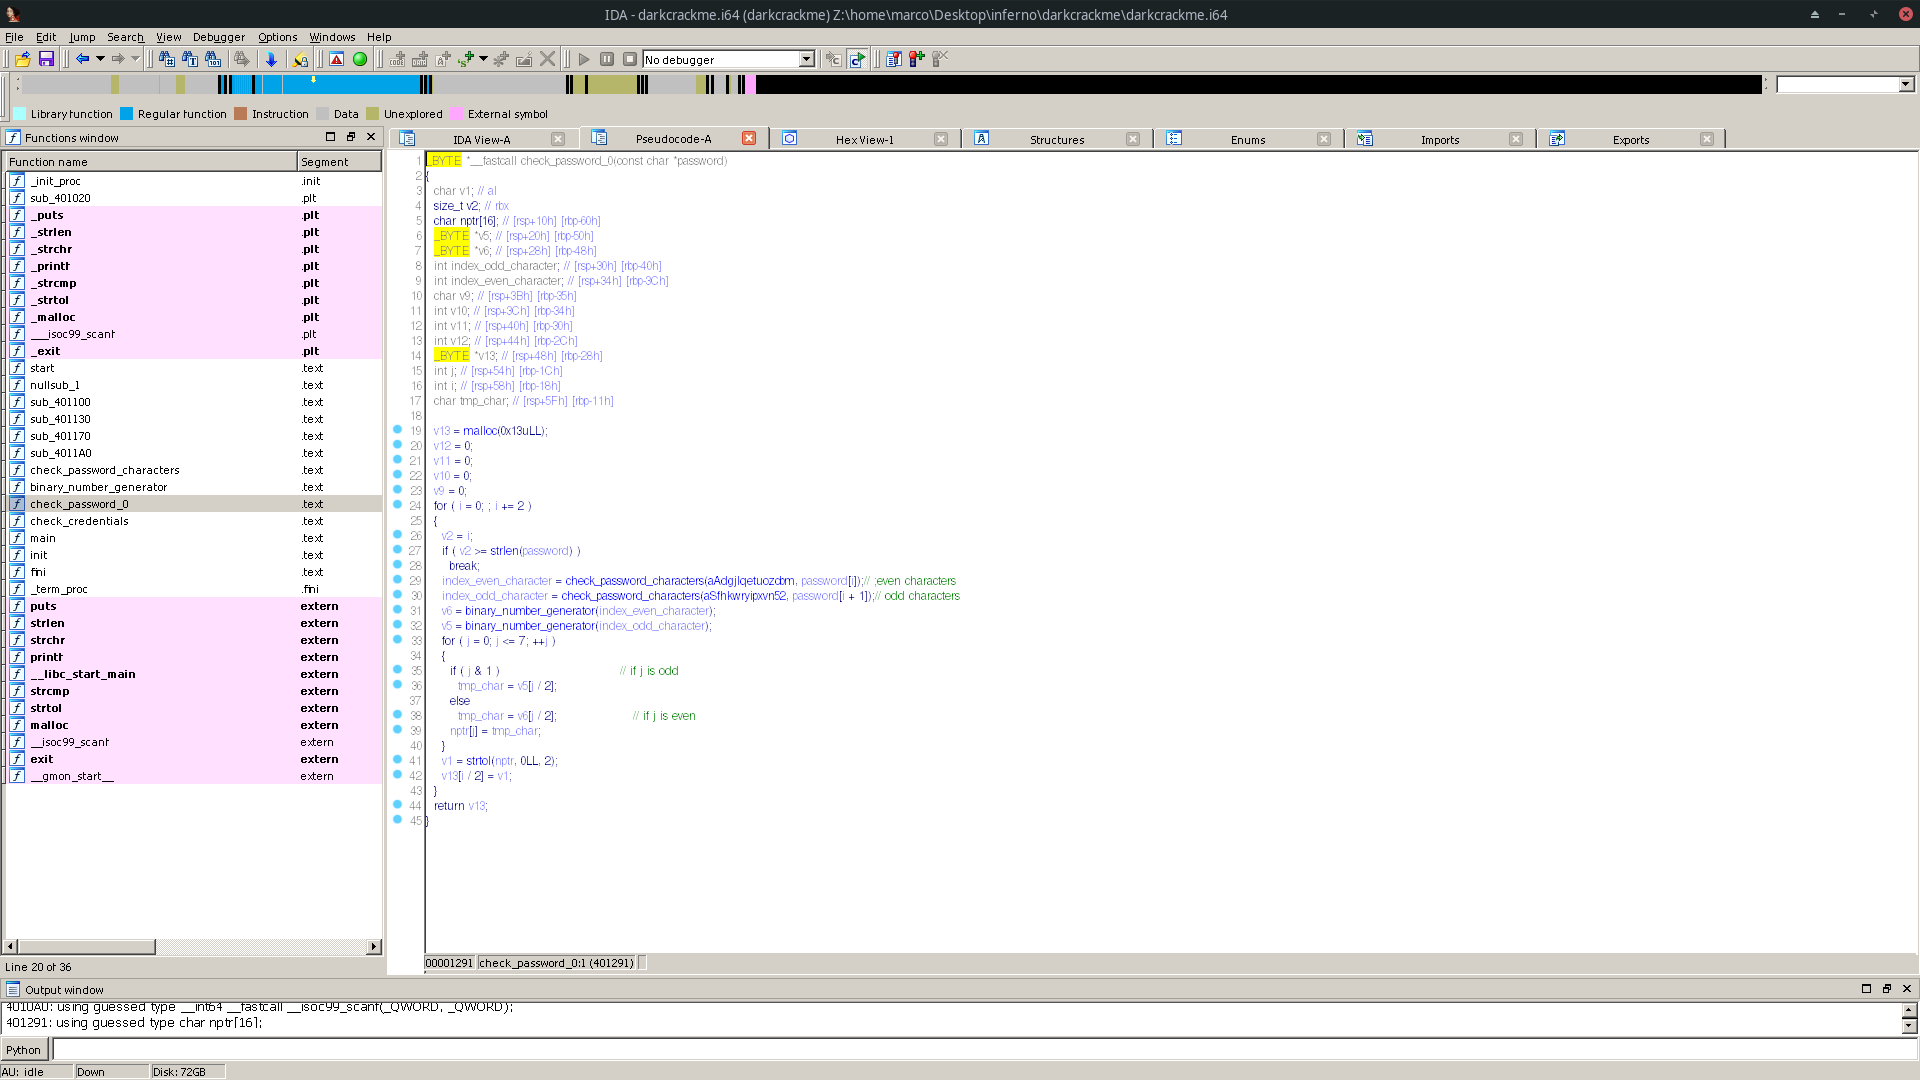 IDA - darkcrackme.i64 (darkcrackme) Z:\home\marco\Desktop\inferno\darkcrackme\darkcrackme.i64
File Edit Jump Search View Debugger Options Windows Help
No debugger
Library function Regular function Instruction Data Unexplored External symbol
Functions window
Function name Segment
_init_proc .init
sub_401020 .plt
_puts .plt
_strlen .plt
_strchr .plt
_printf .plt
_strcmp .plt
_strtol .plt
_malloc .plt
___isoc99_scanf .plt
_exit .plt
start .text
nullsub_1 .text
sub_401100 .text
sub_401130 .text
sub_401170 .text
sub_4011A0 .text
check_password_characters .text
binary_number_generator .text
check_password_0 .text
check_credentials .text
main .text
init .text
fini .text
_term_proc .fini
puts extern
strlen extern
strchr extern
printf extern
__libc_start_main extern
strcmp extern
strtol extern
malloc extern
__isoc99_scanf extern
exit extern
__gmon_start__ extern
Line 20 of 36
IDA View-A Pseudocode-A Hex View-1 Structures Enums Imports Exports
1 _BYTE *__fastcall check_password_0(const char *password)
2 {
3 char v1; // al
4 size_t v2; // rbx
5 char nptr[16]; // [rsp+10h] [rbp-60h]
6 _BYTE *v5; // [rsp+20h] [rbp-50h]
7 _BYTE *v6; // [rsp+28h] [rbp-48h]
8 int index_odd_character; // [rsp+30h] [rbp-40h]
9 int index_even_character; // [rsp+34h] [rbp-3Ch]
10 char v9; // [rsp+3Bh] [rbp-35h]
11 int v10; // [rsp+3Ch] [rbp-34h]
12 int v11; // [rsp+40h] [rbp-30h]
13 int v12; // [rsp+44h] [rbp-2Ch]
14 _BYTE *v13; // [rsp+48h] [rbp-28h]
15 int j; // [rsp+54h] [rbp-1Ch]
16 int i; // [rsp+58h] [rbp-18h]
17 char tmp_char; // [rsp+5Fh] [rbp-11h]
18
19 v13 = malloc(0x13uLL);
20 v12 = 0;
21 v11 = 0;
22 v10 = 0;
23 v9 = 0;
24 for ( i = 0; ; i += 2 )
25 {
26 v2 = i;
27 if ( v2 >= strlen(password) )
28 break;
29 index_even_character = check_password_characters(aAdgjlqetuozcbm, password[i]);// ;even characters
30 index_odd_character = check_password_characters(aSfhkwryipxvn52, password[i + 1]);// odd characters
31 v6 = binary_number_generator(index_even_character);
32 v5 = binary_number_generator(index_odd_character);
33 for ( j = 0; j <= 7; ++j )
34 {
35 if ( j & 1 ) // if j is odd
36 tmp_char = v5[j / 2];
37 else
38 tmp_char = v6[j / 2]; // if j is even
39 nptr[j] = tmp_char;
40 }
41 v1 = strtol(nptr, 0LL, 2);
42 v13[i / 2] = v1;
43 }
44 return v13;
45 }
00001291 check_password_0:1 (401291)
Output window
4010A0: using guessed type __int64 __fastcall __isoc99_scanf(_QWORD, _QWORD);
401291: using guessed type char nptr[16];
Python
AU: idle Down Disk: 72GB